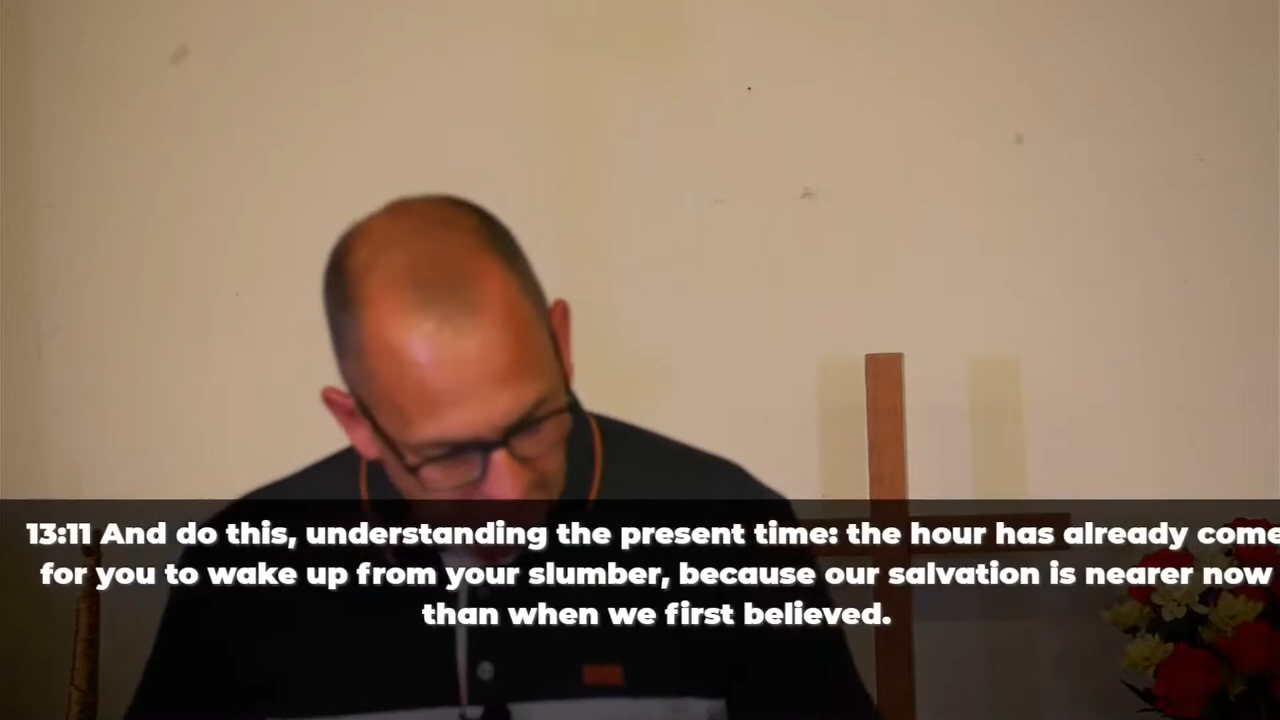 13:11 And do this, understanding the present time: the hour has already come
for you to wake up from your slumber, because our salvation is nearer now
than when we first believed.